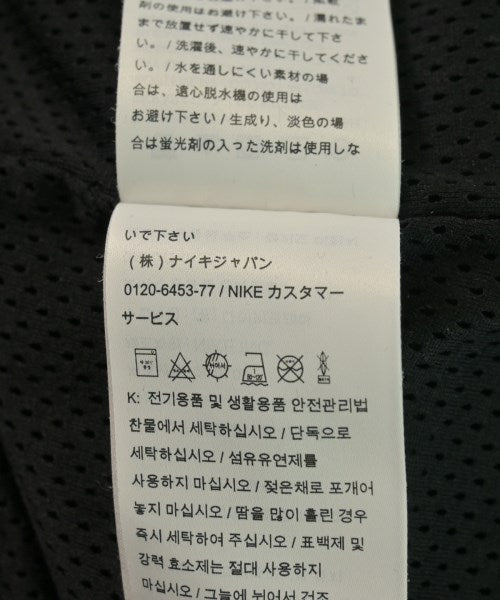 剤の使用はお避け下さい。/ 濡れたま
まで放置せず速やかに干して下さ
い。/ 洗濯後、速やかに干してくださ
い。/ 水を通しにくい素材の場
合は、遠心脱水機の使用は
お避け下さい / 生成り、淡色の場
合は蛍光剤の入った洗剤は使用しな
いで下さい
(株) ナイキジャパン
0120-6453-77 / NIKE カスタマー
サービス
K: 전기용품 및 생활용품 안전관리법
찬물에서 세탁하십시오 / 단독으로
세탁하십시오 / 섬유유연제를
사용하지 마십시오 / 젖은채로 포개어
놓지 마십시오 / 땀을 많이 흘린 경우
즉시 세탁하여 주십시오 / 표백제 및
강력 효소제는 절대 사용하지
마십시오 / 그늘에 뉘어서 건조